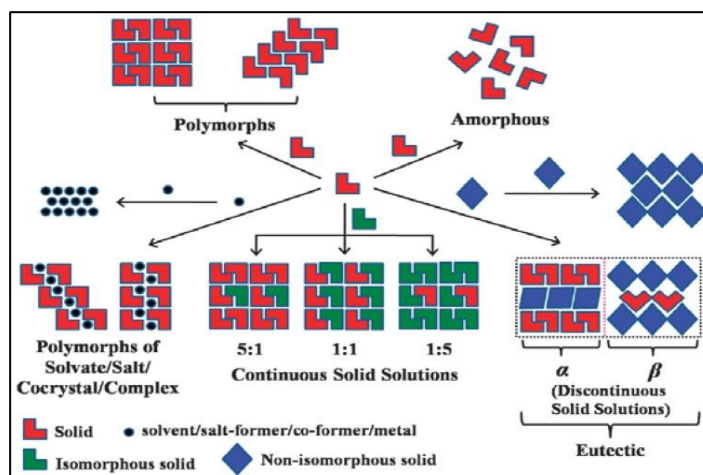 Polymorphs
Amorphous
Polymorphs of
Solvate/Salt/
Cocrystal/Complex
5:1 1:1 1:5
Continuous Solid Solutions
α β
(Discontinuous
Solid Solutions)
Eutectic
Solid
solvent/salt-former/co-former/metal
Isomorphous solid
Non-isomorphous solid